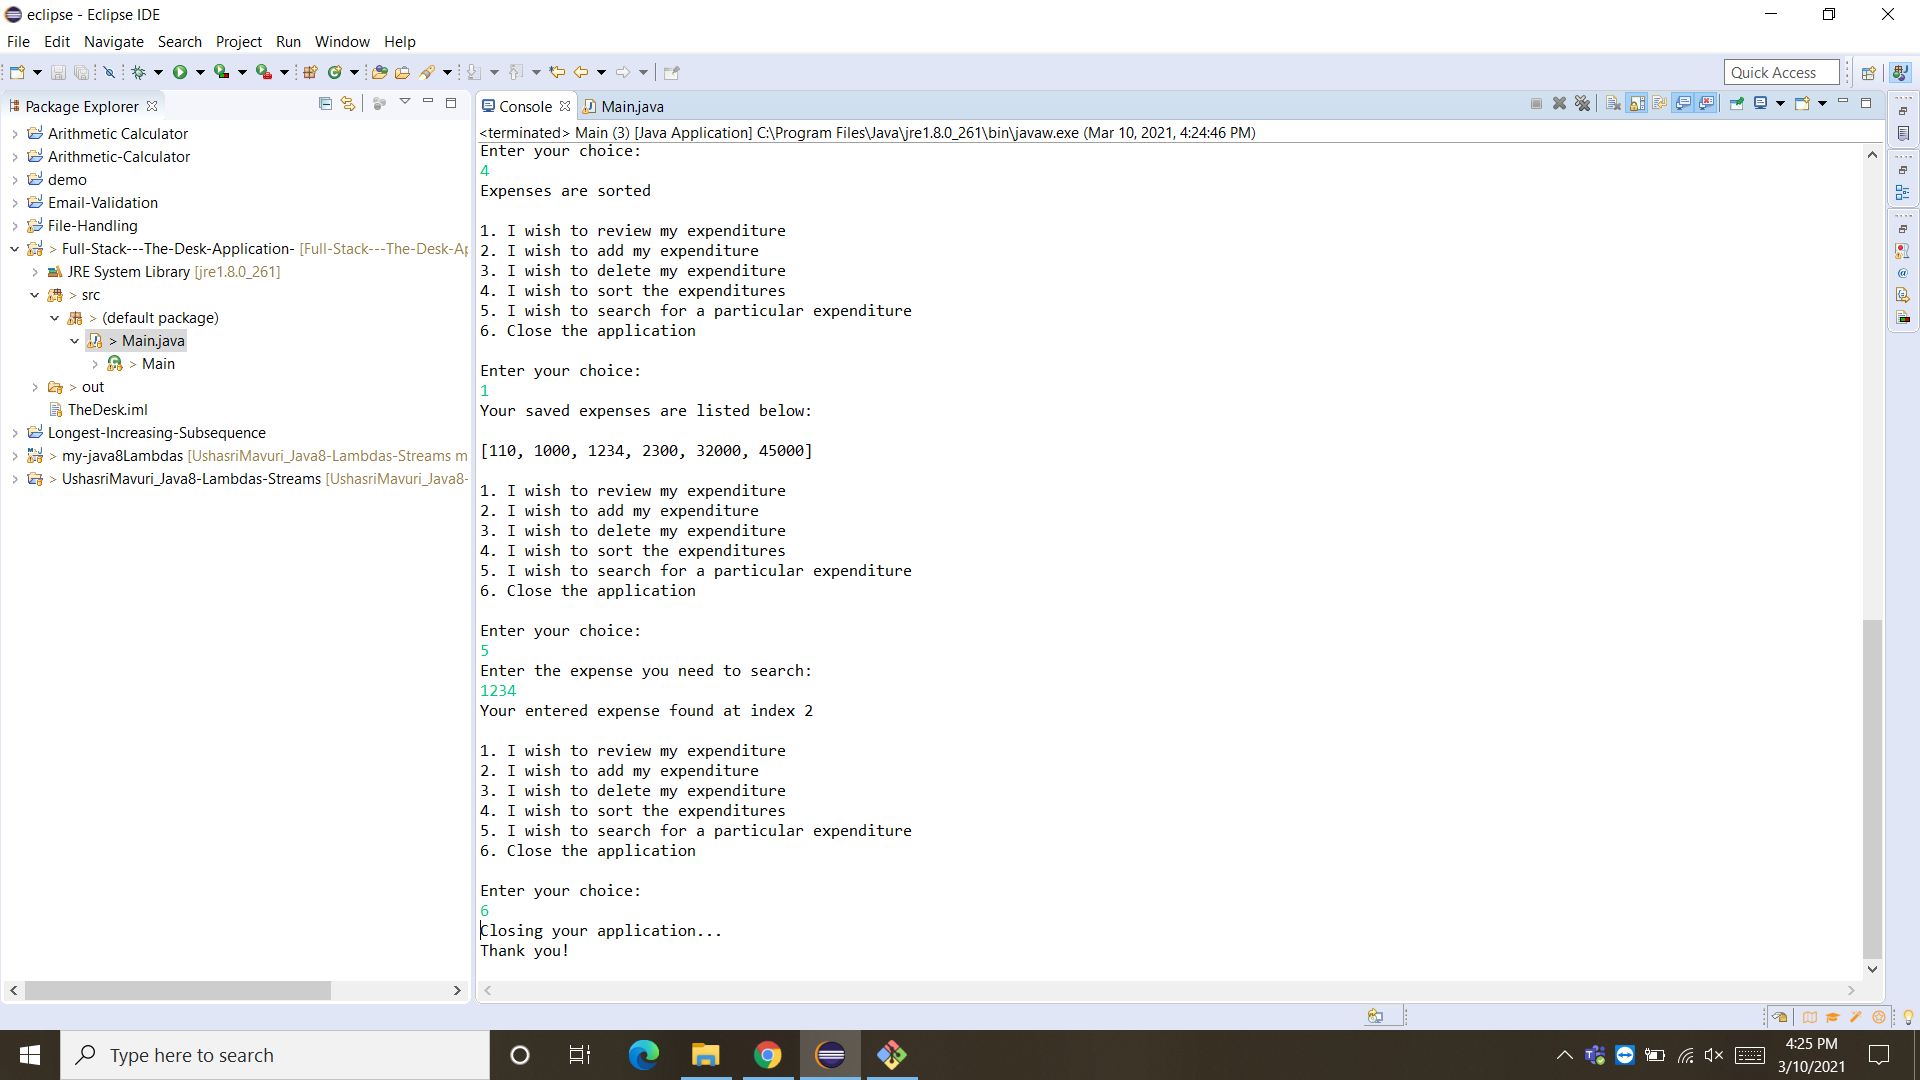 eclipse - Eclipse IDE
File Edit Navigate Search Project Run Window Help
Quick Access
Package Explorer
Arithmetic Calculator
Arithmetic-Calculator
demo
Email-Validation
File-Handling
> Full-Stack---The-Desk-Application- [Full-Stack---The-Desk-Ap
JRE System Library [jre1.8.0_261]
> src
> (default package)
> Main.java
> Main
> out
TheDesk.iml
Longest-Increasing-Subsequence
> my-java8Lambdas [UshasriMavuri_Java8-Lambdas-Streams m
> UshasriMavuri_Java8-Lambdas-Streams [UshasriMavuri_Java8-
Console Main.java
<terminated> Main (3) [Java Application] C:\Program Files\Java\jre1.8.0_261\bin\javaw.exe (Mar 10, 2021, 4:24:46 PM)
Enter your choice:
4
Expenses are sorted
1. I wish to review my expenditure
2. I wish to add my expenditure
3. I wish to delete my expenditure
4. I wish to sort the expenditures
5. I wish to search for a particular expenditure
6. Close the application
Enter your choice:
1
Your saved expenses are listed below:
[110, 1000, 1234, 2300, 32000, 45000]
1. I wish to review my expenditure
2. I wish to add my expenditure
3. I wish to delete my expenditure
4. I wish to sort the expenditures
5. I wish to search for a particular expenditure
6. Close the application
Enter your choice:
5
Enter the expense you need to search:
1234
Your entered expense found at index 2
1. I wish to review my expenditure
2. I wish to add my expenditure
3. I wish to delete my expenditure
4. I wish to sort the expenditures
5. I wish to search for a particular expenditure
6. Close the application
Enter your choice:
6
Closing your application...
Thank you!
Type here to search
4:25 PM
3/10/2021